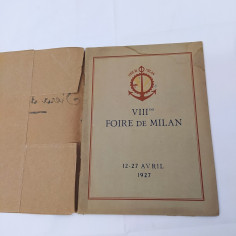 VIIIme
FOIRE DE MILAN
12-27 AVRIL
1927